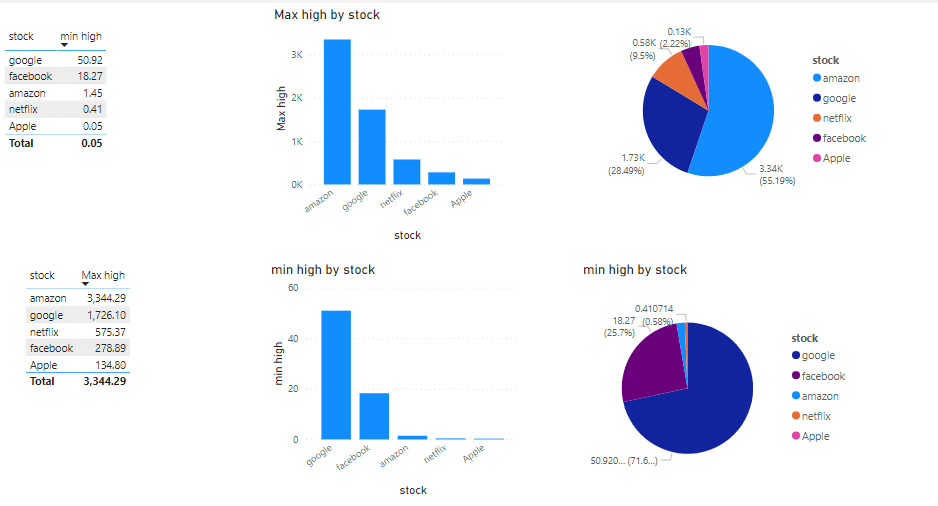 stock min high
google 50.92
facebook 18.27
amazon 1.45
netflix 0.41
Apple 0.05
Total 0.05
Max high by stock
3K
2K
1K
0K
Max high
amazon
google
netflix
facebook
Apple
stock
0.13K
(2.22%)
0.58K
(9.5%)
1.73K
(28.49%)
3.34K
(55.19%)
stock
amazon
google
netflix
facebook
Apple
stock Max high
amazon 3,344.29
google 1,726.10
netflix 575.37
facebook 278.89
Apple 134.80
Total 3,344.29
min high by stock
60
40
20
0
min high
google
facebook
amazon
netflix
Apple
stock
min high by stock
0.410714
(0.58%)
18.27
(25.7%)
50.920... (71.6...)
stock
google
facebook
amazon
netflix
Apple